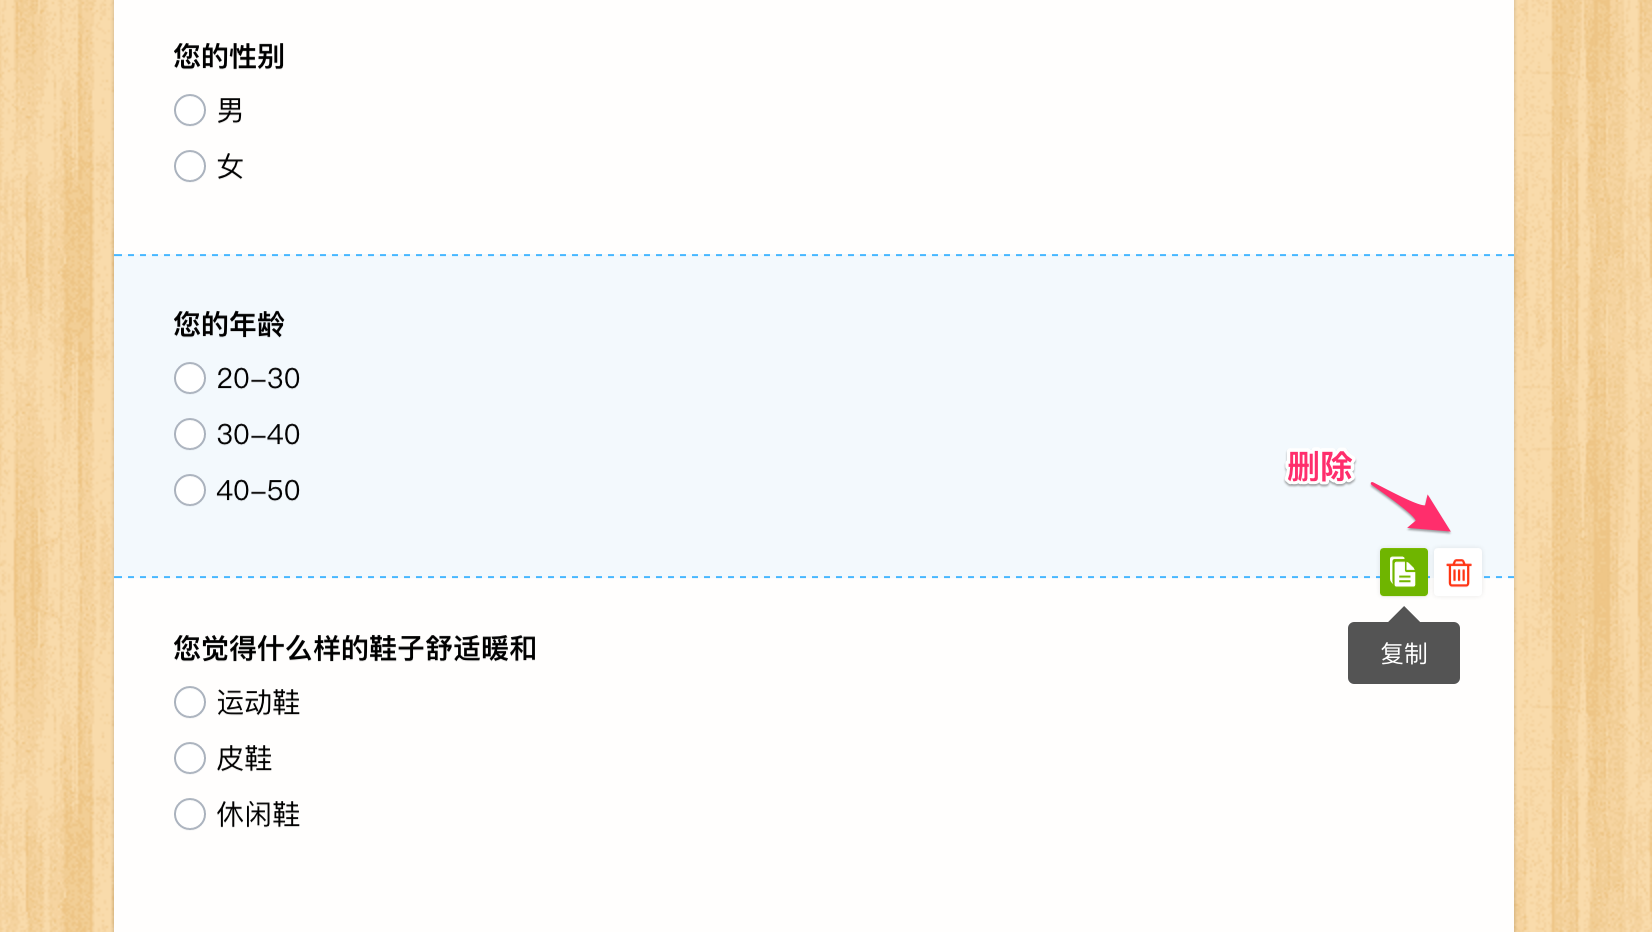 您的性别
男
女
您的年龄
20-30
30-40
40-50
删除
复制
您觉得什么样的鞋子舒适暖和
运动鞋
皮鞋
休闲鞋